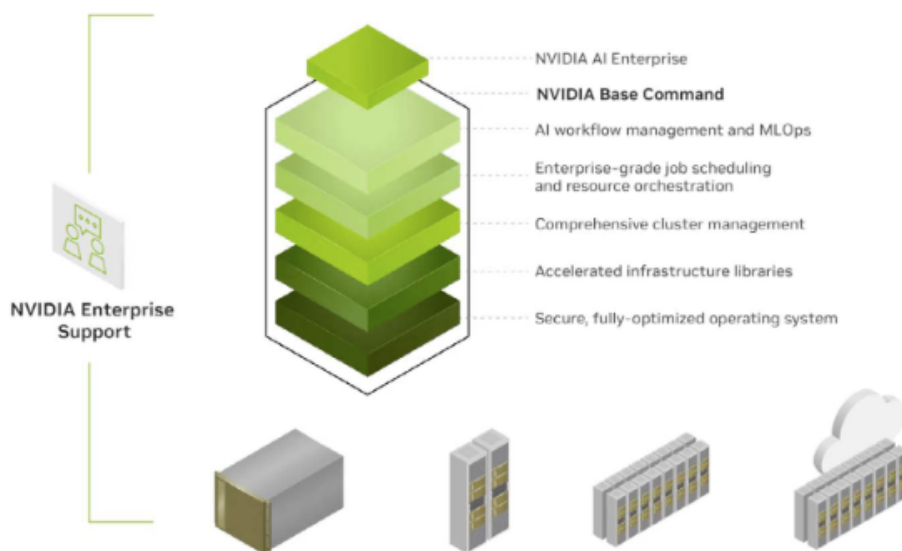 NVIDIA AI Enterprise
NVIDIA Base Command
AI workflow management and MLOps
Enterprise-grade job scheduling
and resource orchestration
Comprehensive cluster management
Accelerated infrastructure libraries
Secure, fully-optimized operating system
NVIDIA Enterprise
Support